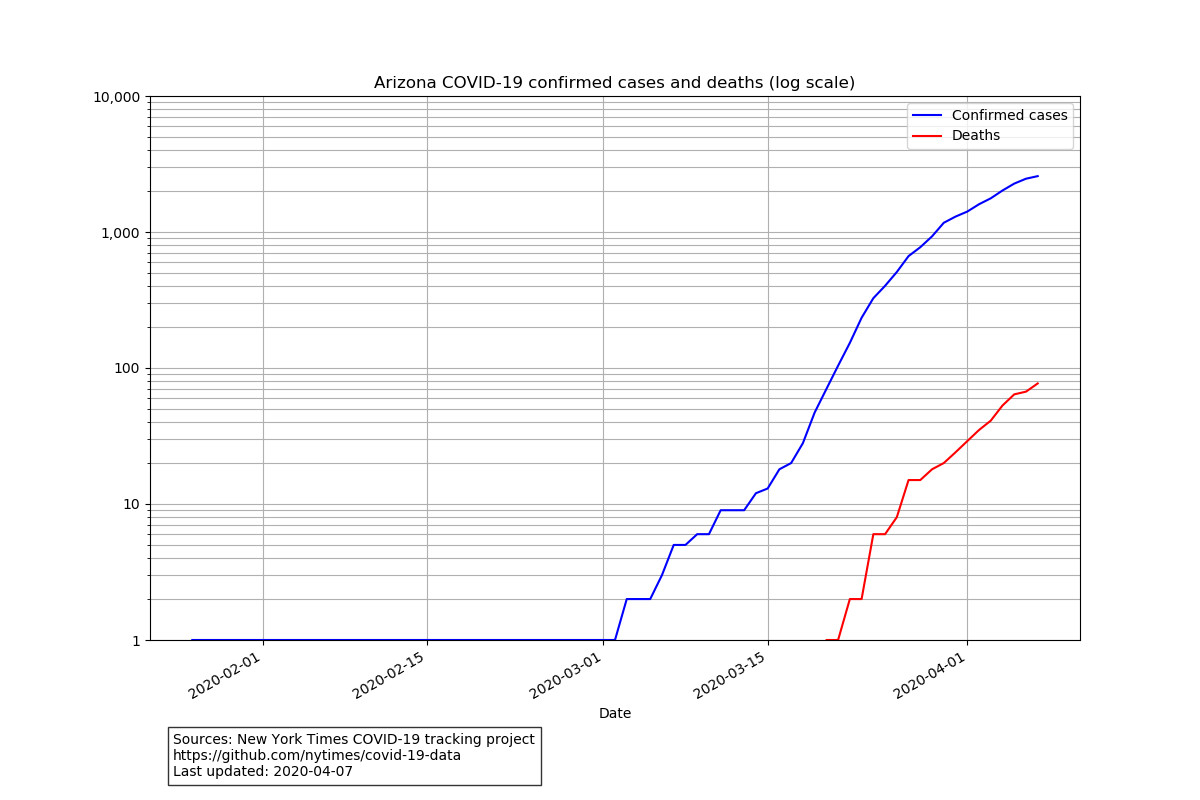 Arizona COVID-19 confirmed cases and deaths (log scale)
10,000
1,000
100
10
1
Confirmed cases
Deaths
2020-02-01
2020-02-15
2020-03-01
2020-03-15
2020-04-01
Date
Sources: New York Times COVID-19 tracking project
https://github.com/nytimes/covid-19-data
Last updated: 2020-04-07